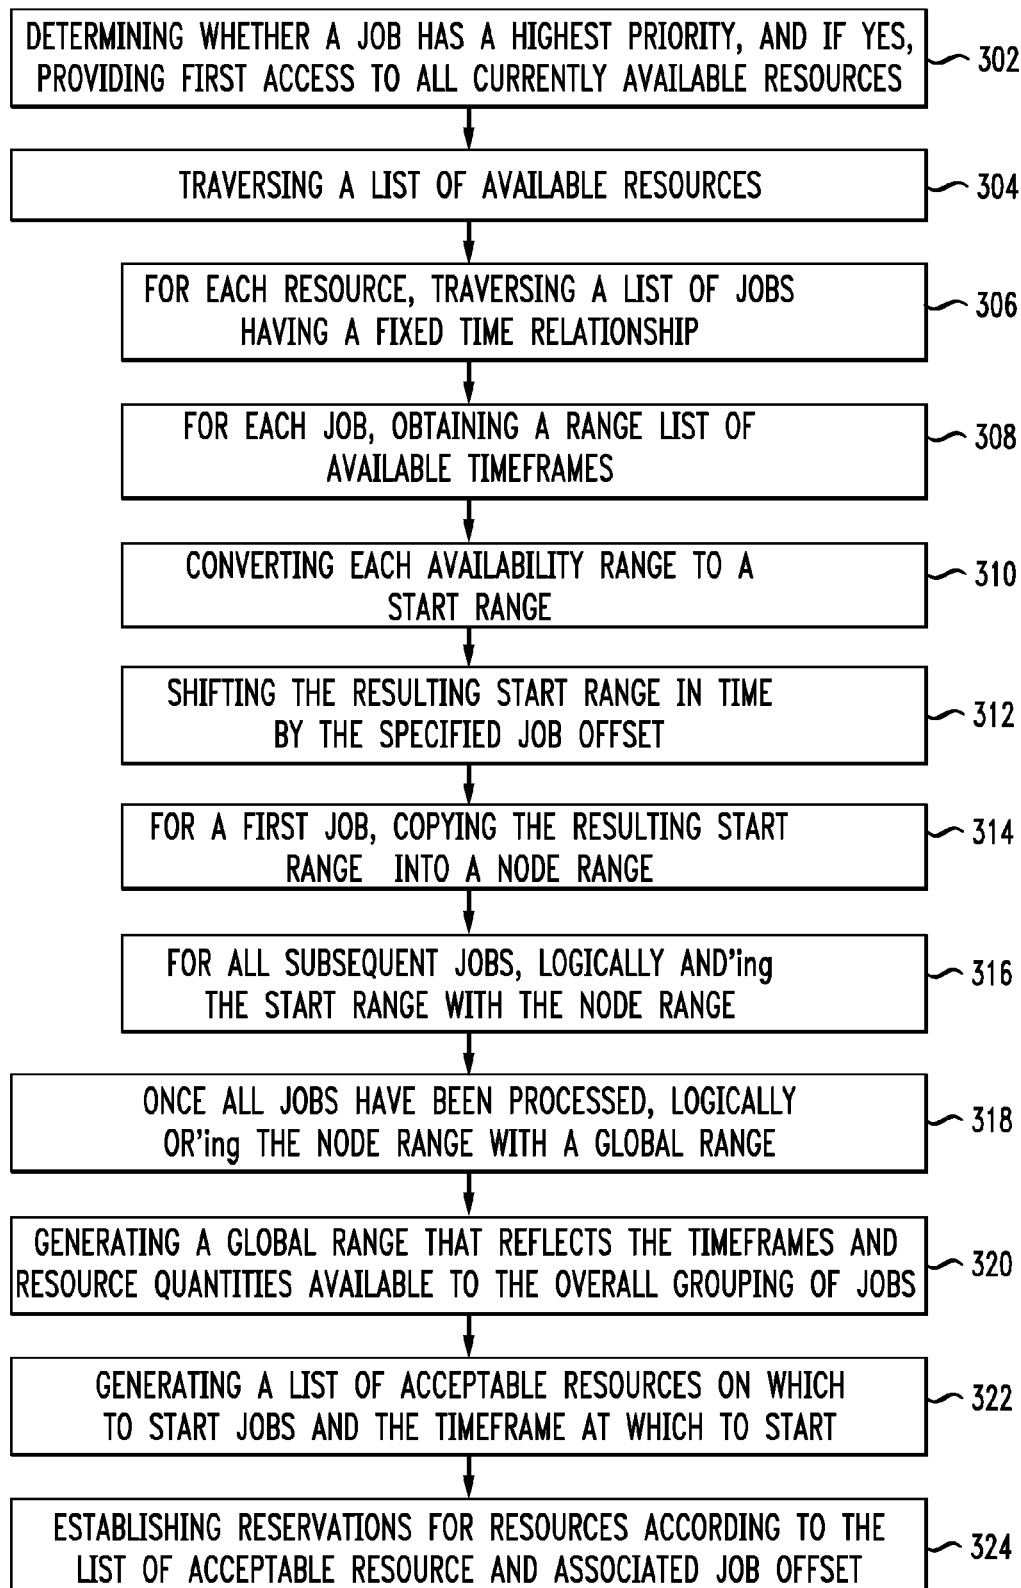 DETERMINING WHETHER A JOB HAS A HIGHEST PRIORITY, AND IF YES,
PROVIDING FIRST ACCESS TO ALL CURRENTLY AVAILABLE RESOURCES
302
TRAVERSING A LIST OF AVAILABLE RESOURCES
304
FOR EACH RESOURCE, TRAVERSING A LIST OF JOBS
HAVING A FIXED TIME RELATIONSHIP
306
FOR EACH JOB, OBTAINING A RANGE LIST OF
AVAILABLE TIMEFRAMES
308
CONVERTING EACH AVAILABILITY RANGE TO A
START RANGE
310
SHIFTING THE RESULTING START RANGE IN TIME
BY THE SPECIFIED JOB OFFSET
312
FOR A FIRST JOB, COPYING THE RESULTING START
RANGE INTO A NODE RANGE
314
FOR ALL SUBSEQUENT JOBS, LOGICALLY AND'ing
THE START RANGE WITH THE NODE RANGE
316
ONCE ALL JOBS HAVE BEEN PROCESSED, LOGICALLY
OR'ing THE NODE RANGE WITH A GLOBAL RANGE
318
GENERATING A GLOBAL RANGE THAT REFLECTS THE TIMEFRAMES AND
RESOURCE QUANTITIES AVAILABLE TO THE OVERALL GROUPING OF JOBS
320
GENERATING A LIST OF ACCEPTABLE RESOURCES ON WHICH
TO START JOBS AND THE TIMEFRAME AT WHICH TO START
322
ESTABLISHING RESERVATIONS FOR RESOURCES ACCORDING TO THE
LIST OF ACCEPTABLE RESOURCE AND ASSOCIATED JOB OFFSET
324